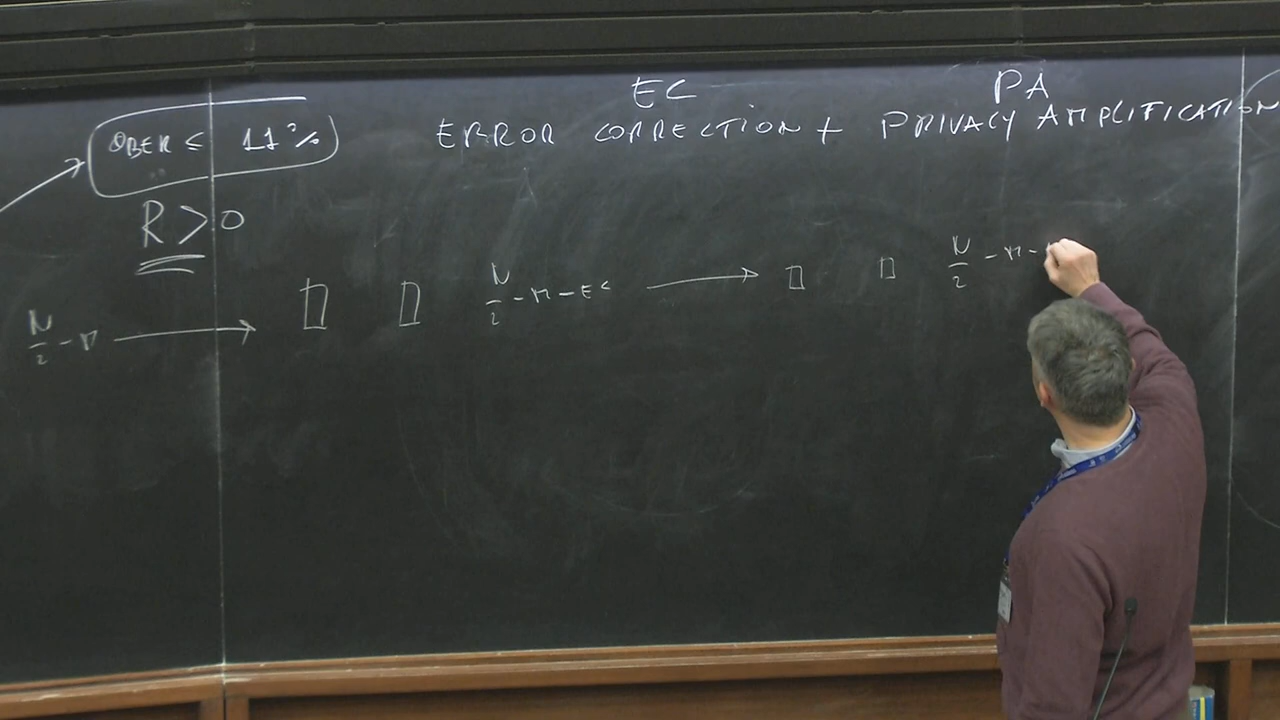 EC
PA
ERROR CORRECTION + PRIVACY AMPLIFICATION
QBER ≤ 11%
R > 0
N/2 - M
N/2 - M - EC
N/2 - M -